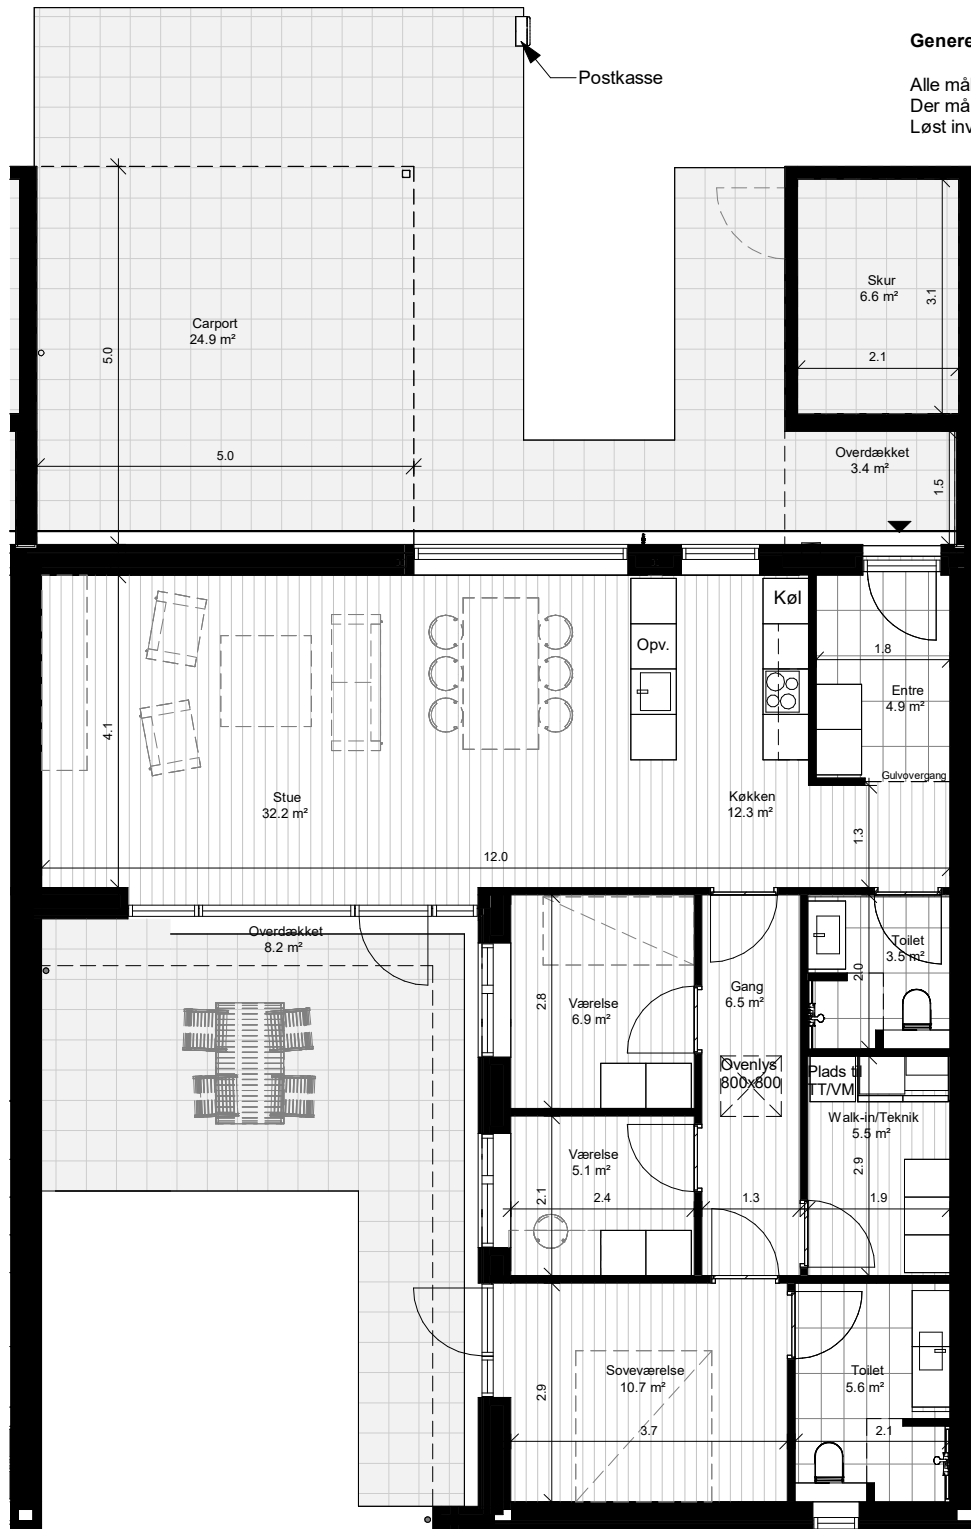 Genere
Alle mål
Der må
Løst inv
Postkasse
Skur
6.6 m²
3.1
2.1
Carport
24.9 m²
5.0
5.0
Overdækket
3.4 m²
1.5
Køl
Opv.
1.8
Entre
4.9 m²
Gulvovergang
4.1
Stue
32.2 m²
Køkken
12.3 m²
1.3
12.0
Overdækket
8.2 m²
Toilet
3.5 m²
2.0
Gang
6.5 m²
2.8
Værelse
6.9 m²
Ovenlys
800x800
Plads til
TT/VM
Walk-in/Teknik
5.5 m²
2.9
Værelse
5.1 m²
2.1
2.4
1.3
1.9
Soveværelse
10.7 m²
2.9
3.7
Toilet
5.6 m²
2.1